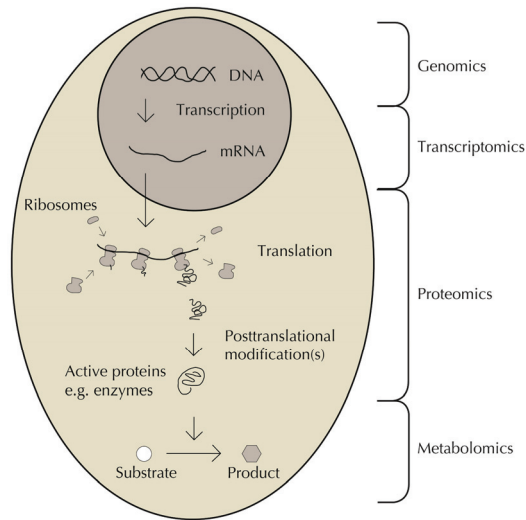 DNA
Genomics
Transcription
mRNA
Transcriptomics
Ribosomes
Translation
Proteomics
Posttranslational
modification(s)
Active proteins
e.g. enzymes
Substrate
Product
Metabolomics